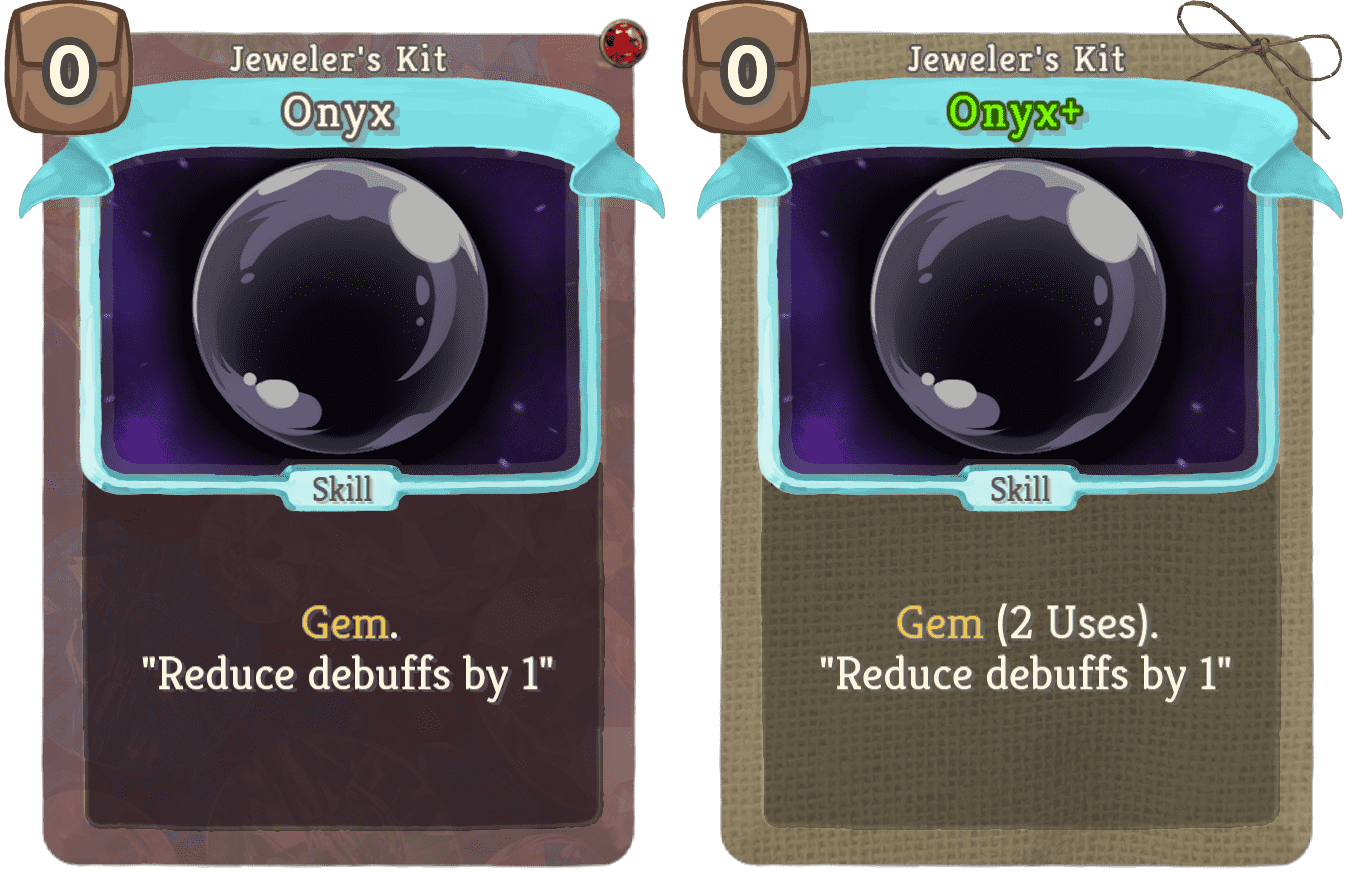 0
Jeweler's Kit
Onyx
Skill
Gem.
"Reduce debuffs by 1"
0
Jeweler's Kit
Onyx+
Skill
Gem (2 Uses).
"Reduce debuffs by 1"